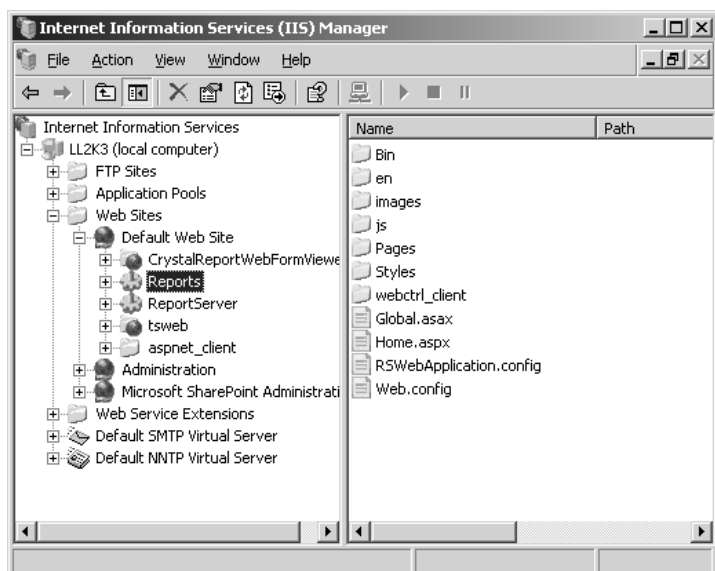 Internet Information Services (IIS) Manager
File Action View Window Help
Internet Information Services
LL2K3 (local computer)
FTP Sites
Application Pools
Web Sites
Default Web Site
CrystalReportWebFormViewe
Reports
ReportServer
tsweb
aspnet_client
Administration
Microsoft SharePoint Administrati
Web Service Extensions
Default SMTP Virtual Server
Default NNTP Virtual Server
Name Path
Bin
en
images
js
Pages
Styles
webctrl_client
Global.asax
Home.aspx
RSWebApplication.config
Web.config